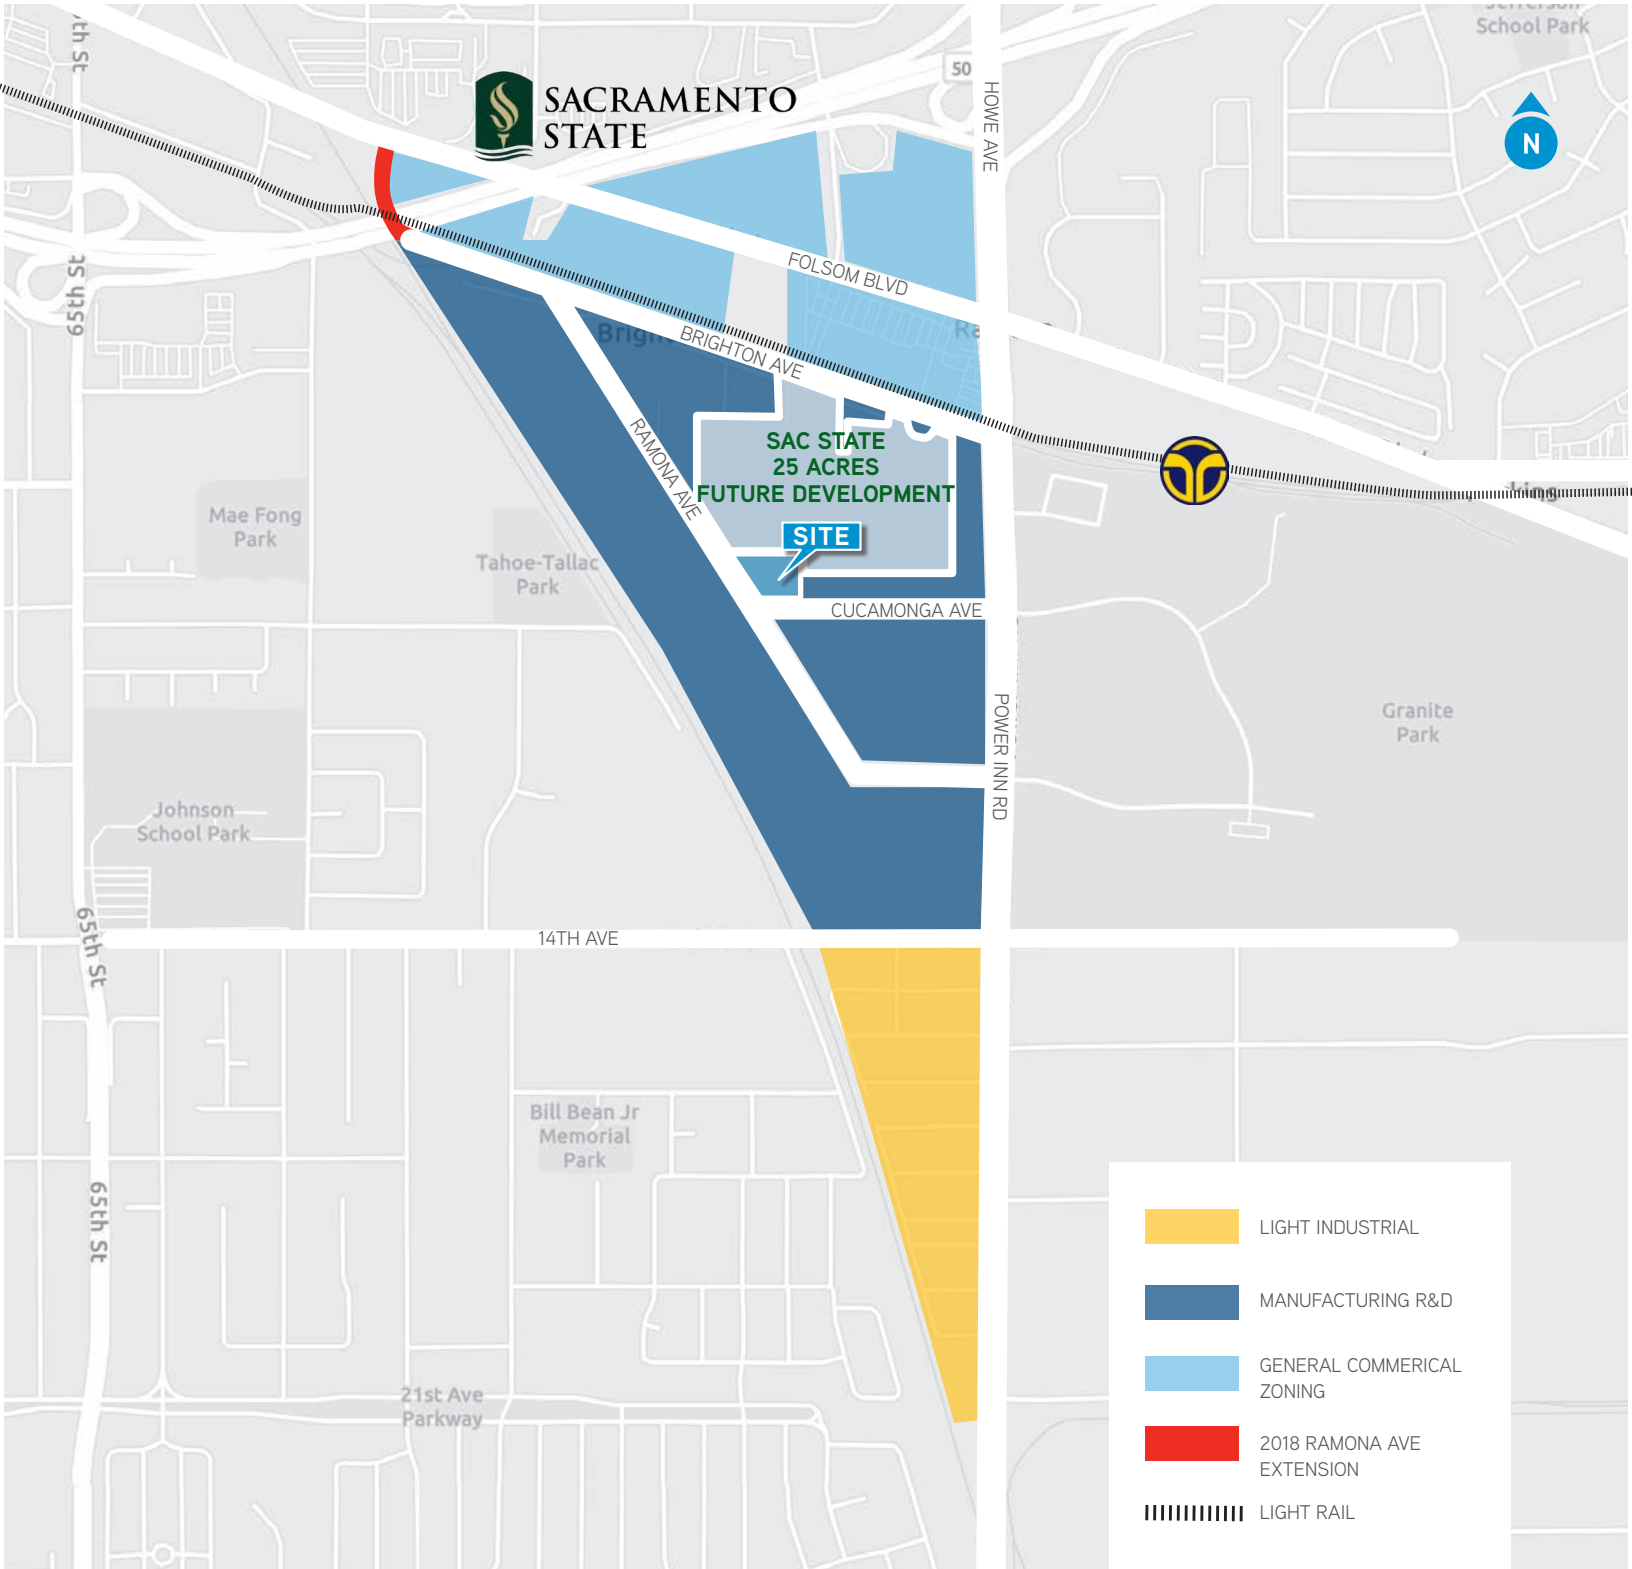 School Park
65th St
50
HOWE AVE
SACRAMENTO
STATE
N
65th St
FOLSOM BLVD
BRIGHTON AVE
RAMONA AVE
SAC STATE
25 ACRES
FUTURE DEVELOPMENT
SITE
Mae Fong
Park
Tahoe-Tallac
Park
CUCAMONGA AVE
POWER INN RD
Granite
Park
Johnson
School Park
65th St
14TH AVE
Bill Bean Jr
Memorial
Park
65th St
21st Ave
Parkway
LIGHT INDUSTRIAL
MANUFACTURING R&D
GENERAL COMMERICAL
ZONING
2018 RAMONA AVE
EXTENSION
LIGHT RAIL